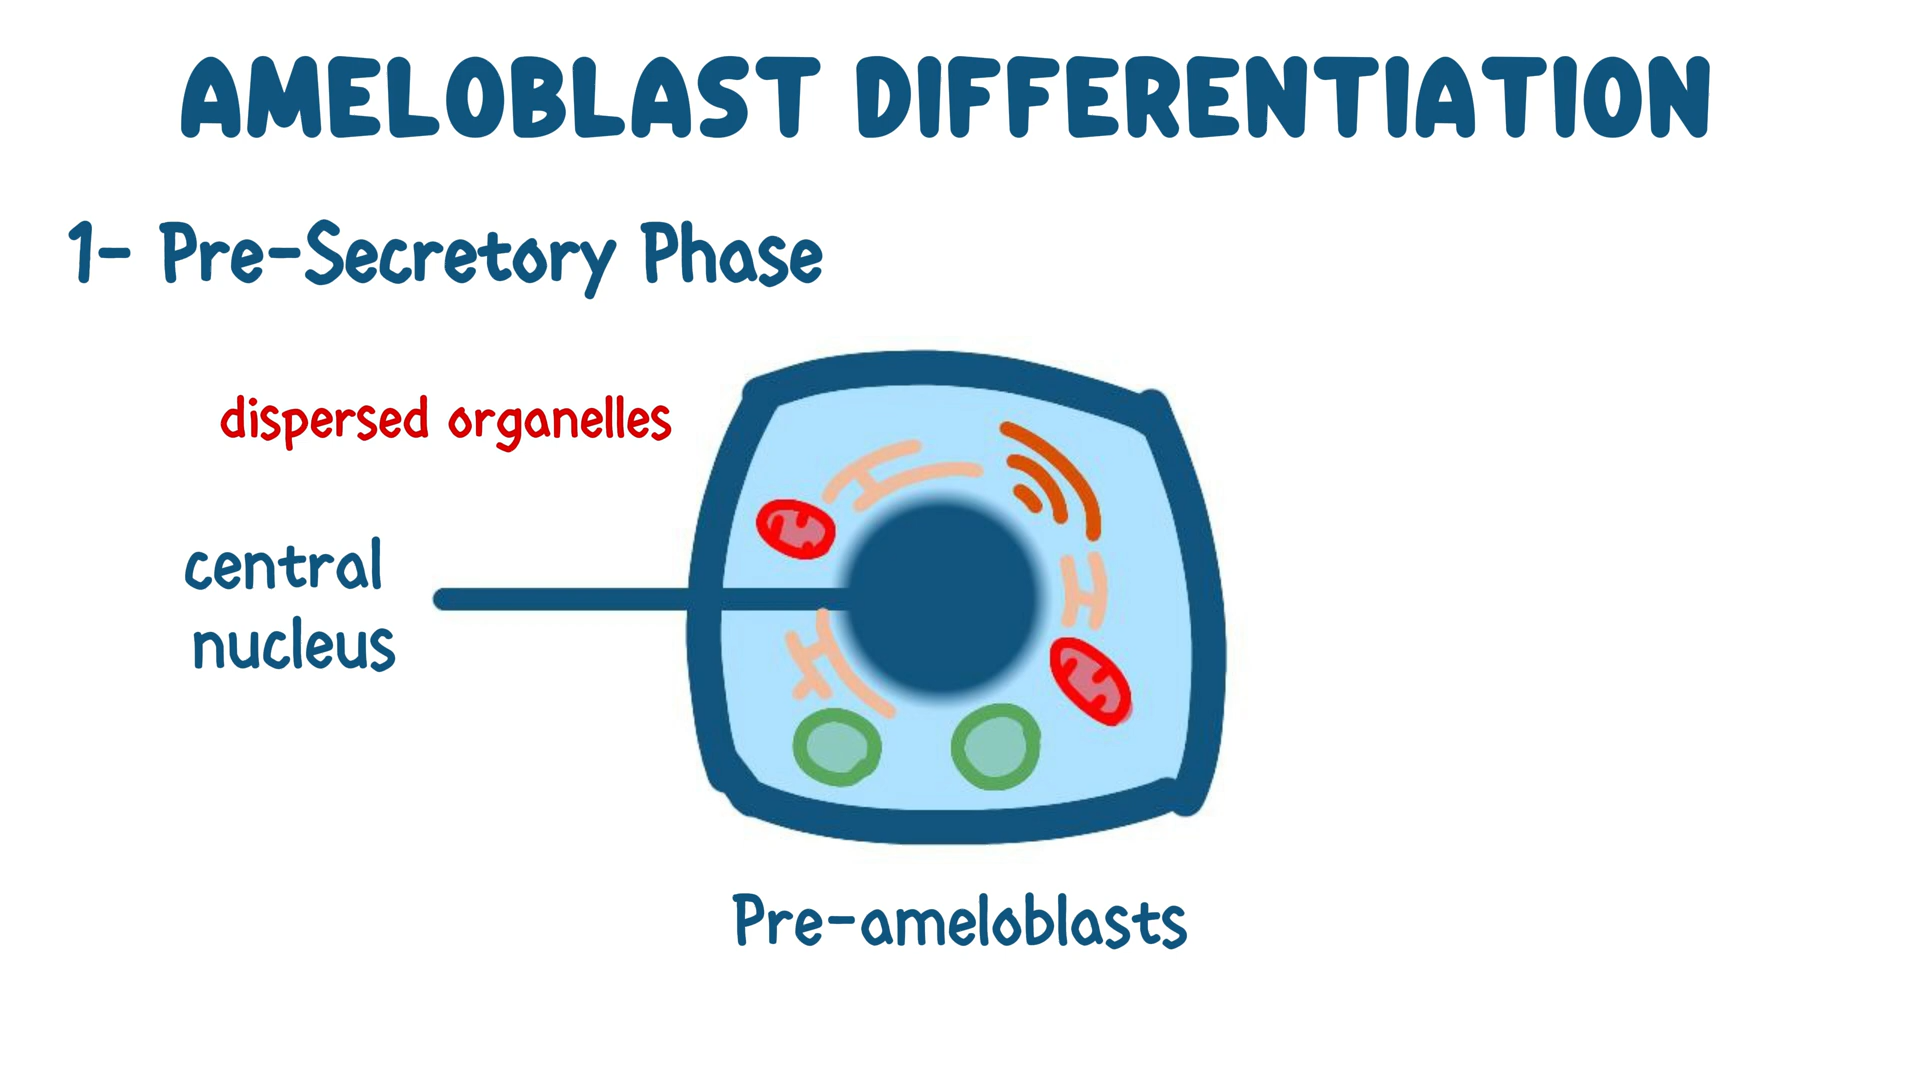 AMELOBLAST DIFFERENTIATION
1- Pre-Secretory Phase
dispersed organelles
central
nucleus
Pre-ameloblasts